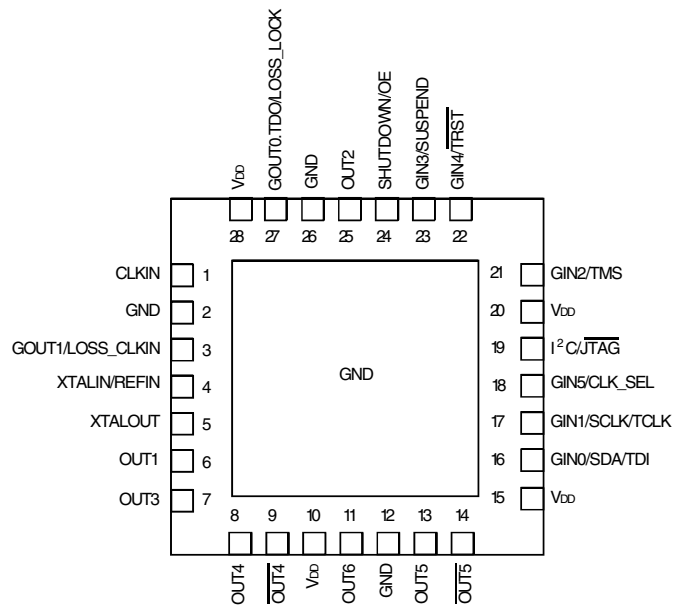 VDD
GOUT0.TDO/LOSS_LOCK
GND
OUT2
SHUTDOWN/OE
GIN3/SUSPEND
GIN4/TRST
28 27 26 25 24 23 22
CLKIN 1
GND 2
GOUT1/LOSS_CLKIN 3
XTALIN/REFIN 4
XTALOUT 5
OUT1 6
OUT3 7
GND
21 GIN2/TMS
20 VDD
19 I²C/JTAG
18 GIN5/CLK_SEL
17 GIN1/SCLK/TCLK
16 GIN0/SDA/TDI
15 VDD
8 9 10 11 12 13 14
OUT4
OUT4
VDD
OUT6
GND
OUT5
OUT5